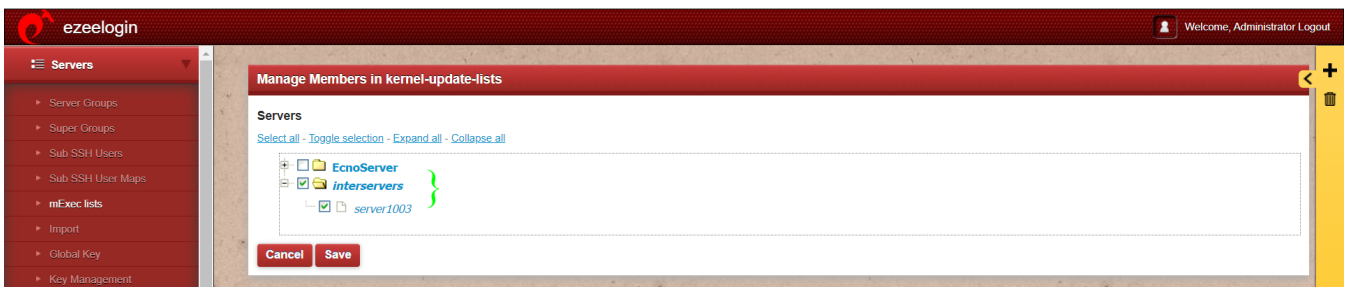 ezeelogin
Welcome, Administrator Logout
Servers
Server Groups
Super Groups
Sub SSH Users
Sub SSH User Maps
mExec lists
Import
Global Key
Key Management
Manage Members in kernel-update-lists
Servers
Select all - Toggle selection - Expand all - Collapse all
EcnoServer
interservers
server1003
Cancel Save